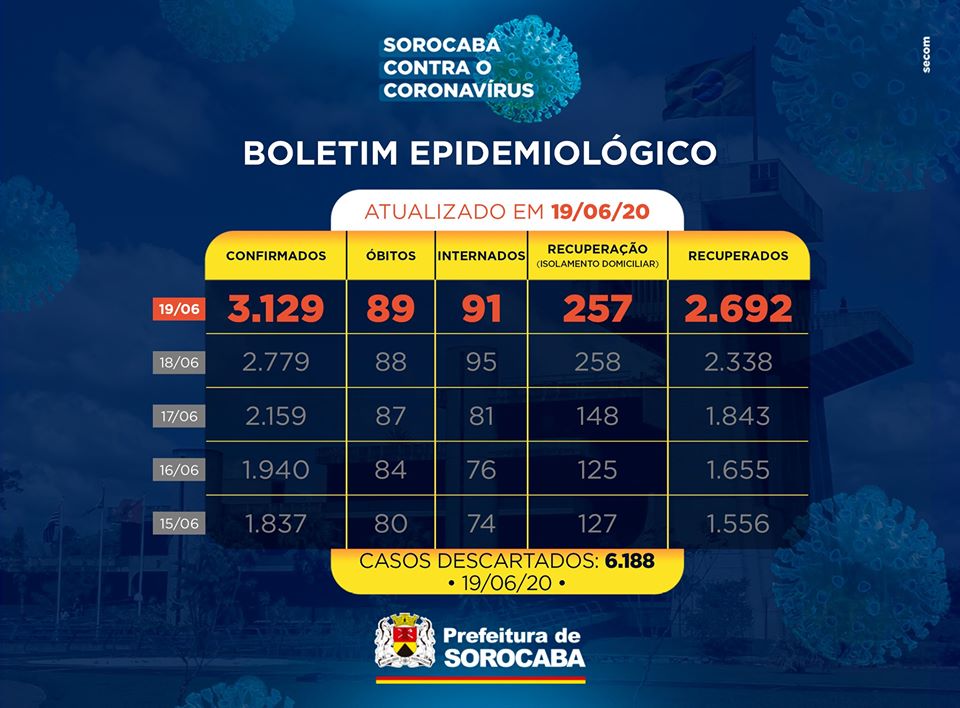 SOROCABA
CONTRA O
CORONAVÍRUS
secom
BOLETIM EPIDEMIOLÓGICO
ATUALIZADO EM 19/06/20
CONFIRMADOS ÓBITOS INTERNADOS RECUPERAÇÃO (ISOLAMENTO DOMICILIAR) RECUPERADOS
19/06 3.129 89 91 257 2.692
18/06 2.779 88 95 258 2.338
17/06 2.159 87 81 148 1.843
16/06 1.940 84 76 125 1.655
15/06 1.837 80 74 127 1.556
CASOS DESCARTADOS: 6.188
• 19/06/20 •
Prefeitura de
SOROCABA